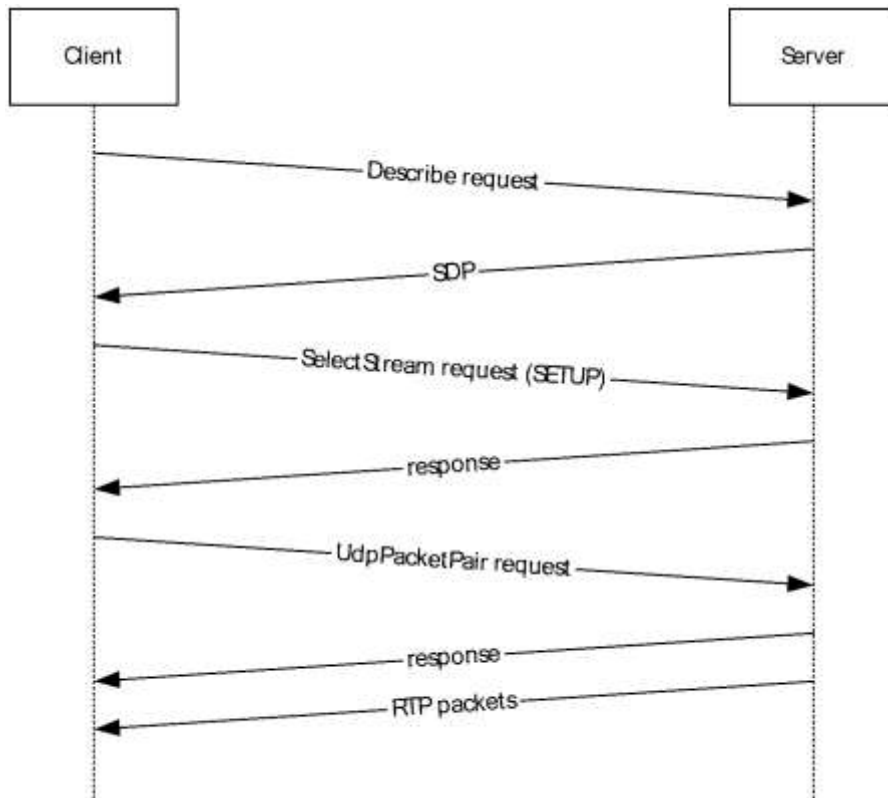 Client
Server
Describe request
SDP
SelectStream request (SETUP)
response
UdpPacketPair request
response
RTP packets